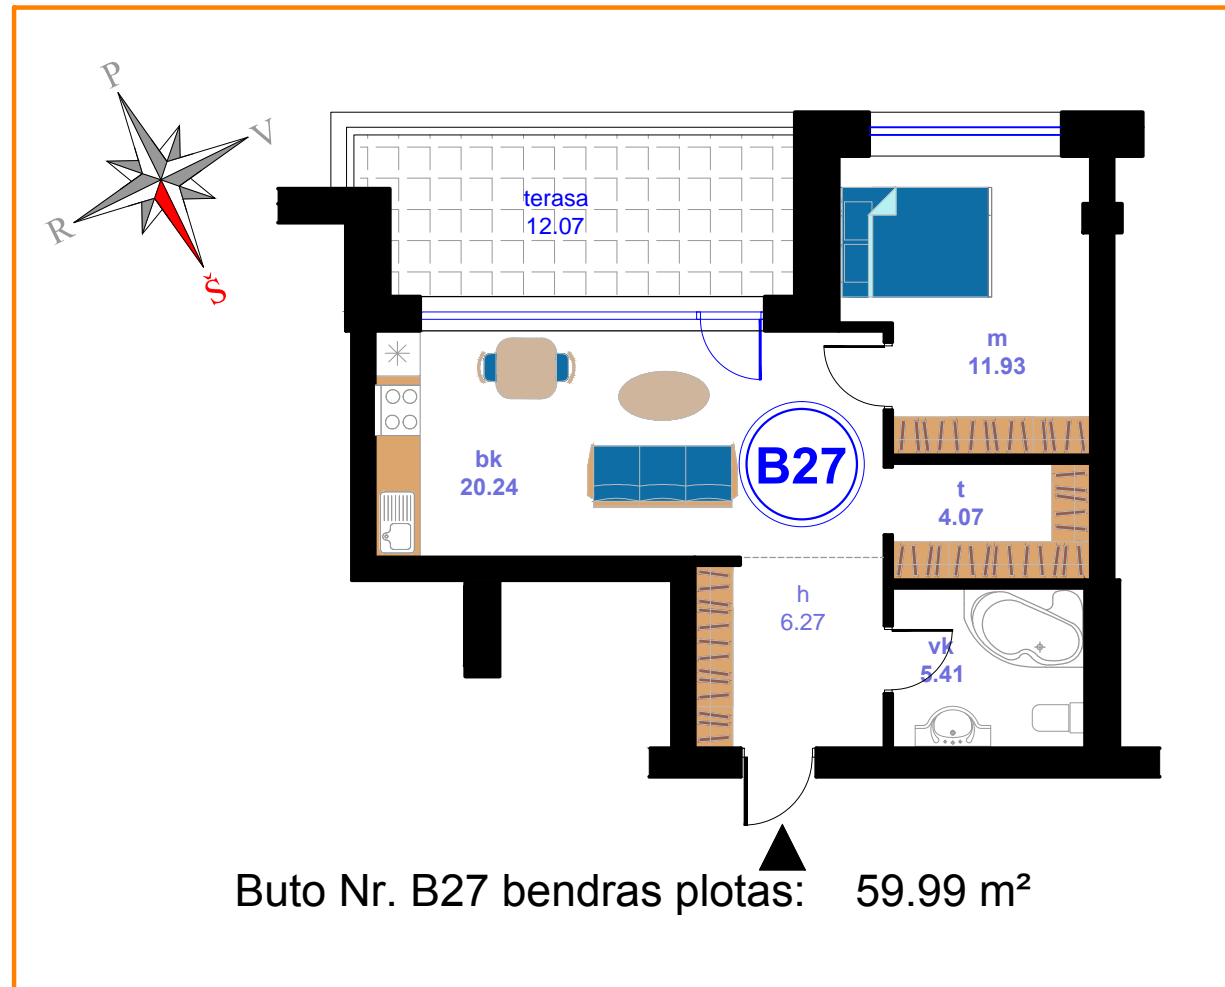 P
V
R
Š
terasa
12.07
m
11.93
bk
20.24
B27
t
4.07
h
6.27
vk
5.41
Buto Nr. B27 bendras plotas: 59.99 m²